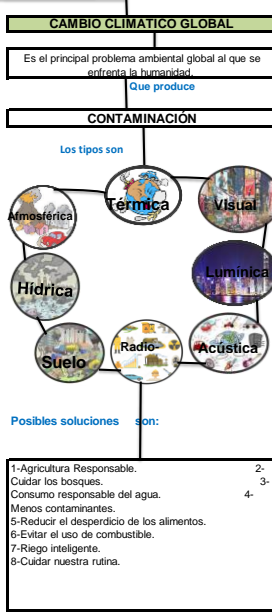 CAMBIO CLIMATICO GLOBAL
Es el principal problema ambiental global al que se
enfrenta la humanidad.
Que produce
CONTAMINACIÓN
Los tipos son
Térmica
VIsual
Atmosférica
Lumínica
Hídrica
Radio-
Acústica
Suelo
Posibles soluciones son:
1-Agricultura Responsable. 2-
Cuidar los bosques. 3-
Consumo responsable del agua. 4-
Menos contaminantes.
5-Reducir el desperdicio de los alimentos.
6-Evitar el uso de combustible.
7-Riego inteligente.
8-Cuidar nuestra rutina.